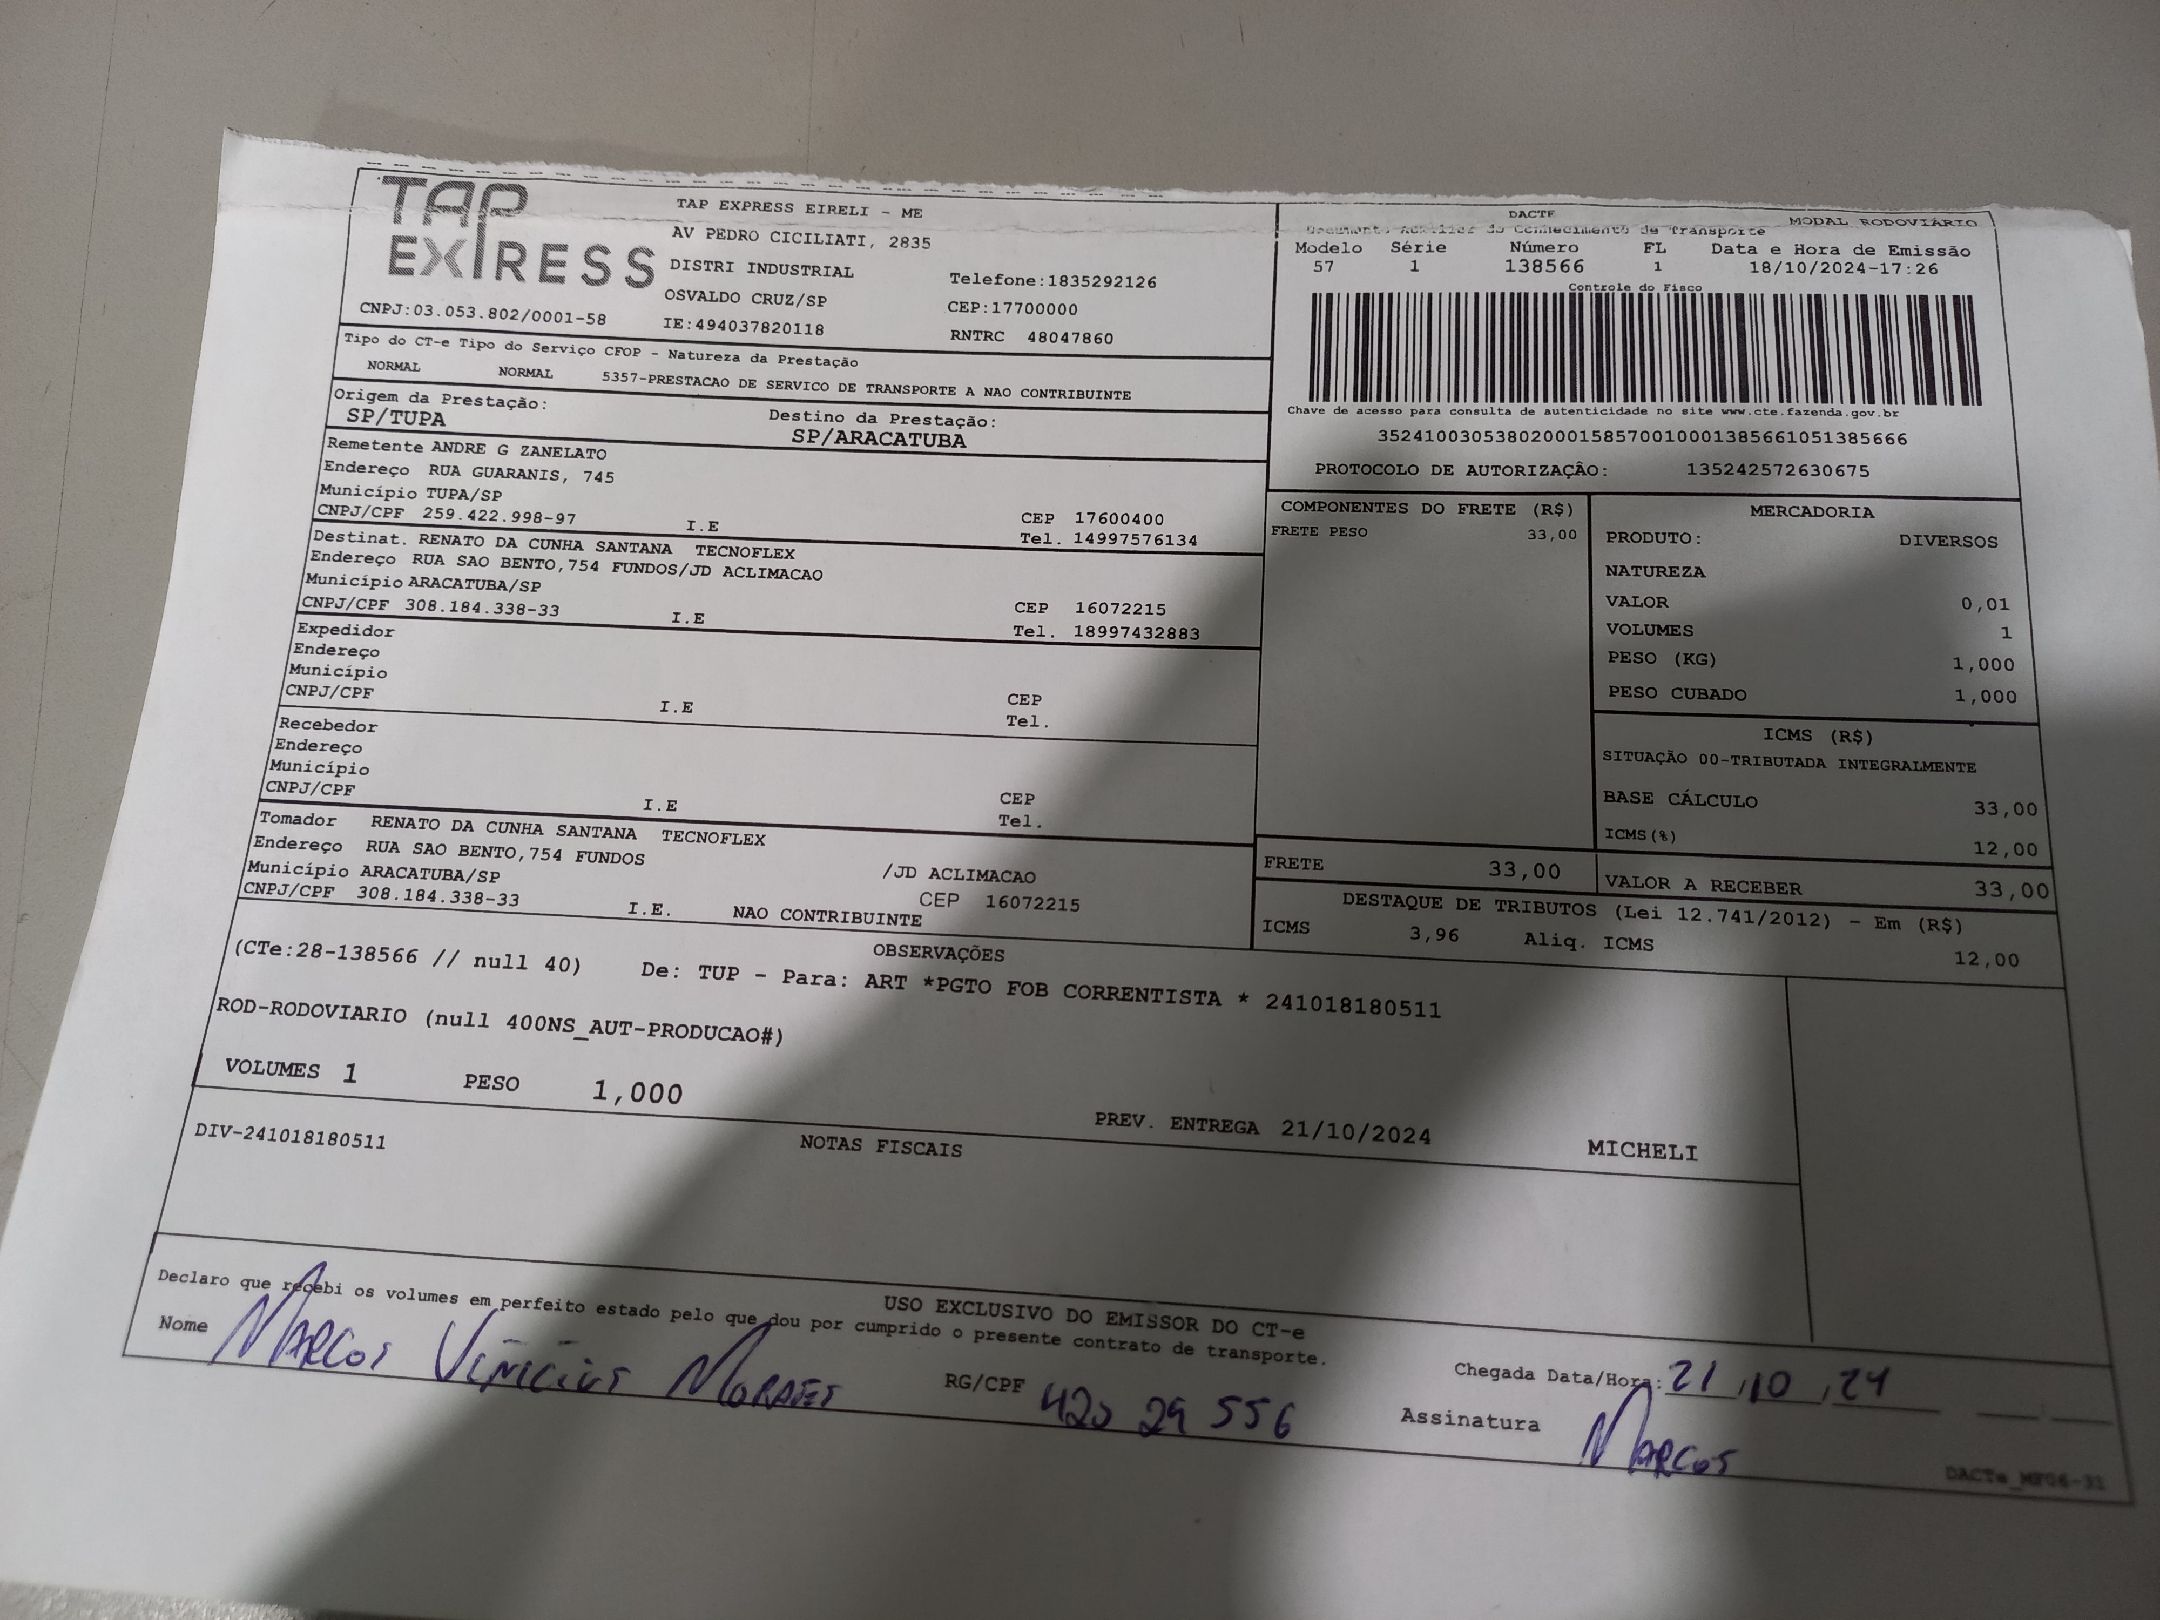 TAP EXPRESS
TAP EXPRESS EIRELI - ME
AV PEDRO CICILIATI, 2835
DISTRI INDUSTRIAL Telefone:1835292126
OSVALDO CRUZ/SP CEP:17700000
CNPJ:03.053.802/0001-58 IE:494037820118 RNTRC 48047860
DACTE MODAL RODOVIÁRIO
Documento Auxiliar do Conhecimento de Transporte
Modelo Série Número FL Data e Hora de Emissão
57 1 138566 1 18/10/2024-17:26
Controle do Fisco
Chave de acesso para consulta de autenticidade no site www.cte.fazenda.gov.br
35241003053802000158570010001385661051385666
PROTOCOLO DE AUTORIZAÇÃO: 135242572630675
Tipo do CT-e Tipo do Serviço CFOP - Natureza da Prestação
NORMAL NORMAL 5357-PRESTACAO DE SERVICO DE TRANSPORTE A NAO CONTRIBUINTE
Origem da Prestação: Destino da Prestação:
SP/TUPA SP/ARACATUBA
Remetente ANDRE G ZANELATO
Endereço RUA GUARANIS, 745
Município TUPA/SP CEP 17600400
CNPJ/CPF 259.422.998-97 I.E Tel. 14997576134
Destinat. RENATO DA CUNHA SANTANA TECNOFLEX
Endereço RUA SAO BENTO,754 FUNDOS/JD ACLIMACAO
Município ARACATUBA/SP CEP 16072215
CNPJ/CPF 308.184.338-33 I.E Tel. 18997432883
Expedidor
Endereço
Município CEP
CNPJ/CPF I.E Tel.
Recebedor
Endereço
Município CEP
CNPJ/CPF I.E Tel.
Tomador RENATO DA CUNHA SANTANA TECNOFLEX
Endereço RUA SAO BENTO,754 FUNDOS /JD ACLIMACAO
Município ARACATUBA/SP CEP 16072215
CNPJ/CPF 308.184.338-33 I.E. NAO CONTRIBUINTE
COMPONENTES DO FRETE (R$)
FRETE PESO 33,00
MERCADORIA
PRODUTO: DIVERSOS
NATUREZA
VALOR 0,01
VOLUMES 1
PESO (KG) 1,000
PESO CUBADO 1,000
ICMS (R$)
SITUAÇÃO 00-TRIBUTADA INTEGRALMENTE
BASE CÁLCULO 33,00
ICMS(%) 12,00
FRETE 33,00 VALOR A RECEBER 33,00
DESTAQUE DE TRIBUTOS (Lei 12.741/2012) - Em (R$)
ICMS 3,96 Aliq. ICMS 12,00
OBSERVAÇÕES
(CTe:28-138566 // null 40) De: TUP - Para: ART *PGTO FOB CORRENTISTA * 241018180511
ROD-RODOVIARIO (null 400NS_AUT-PRODUCAO#)
VOLUMES 1 PESO 1,000 PREV. ENTREGA 21/10/2024 MICHELI
NOTAS FISCAIS
DIV-241018180511
USO EXCLUSIVO DO EMISSOR DO CT-e
Declaro que recebi os volumes em perfeito estado pelo que dou por cumprido o presente contrato de transporte.
Nome Marcos Vinicius Moraes RG/CPF 420 29 556 Chegada Data/Hora: 21/10/24
Assinatura Marcos
DACTe_MF06-33